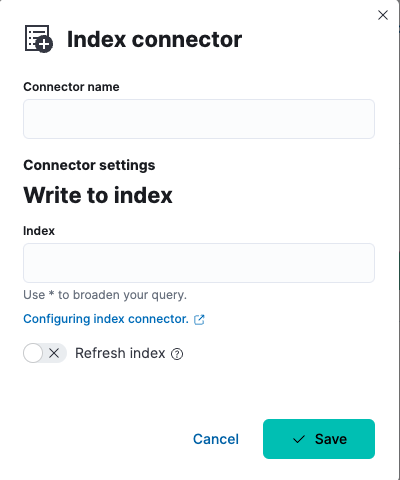 Index connector
Connector name
Connector settings
Write to index
Index
Use * to broaden your query.
Configuring index connector.
Refresh index
Cancel
Save